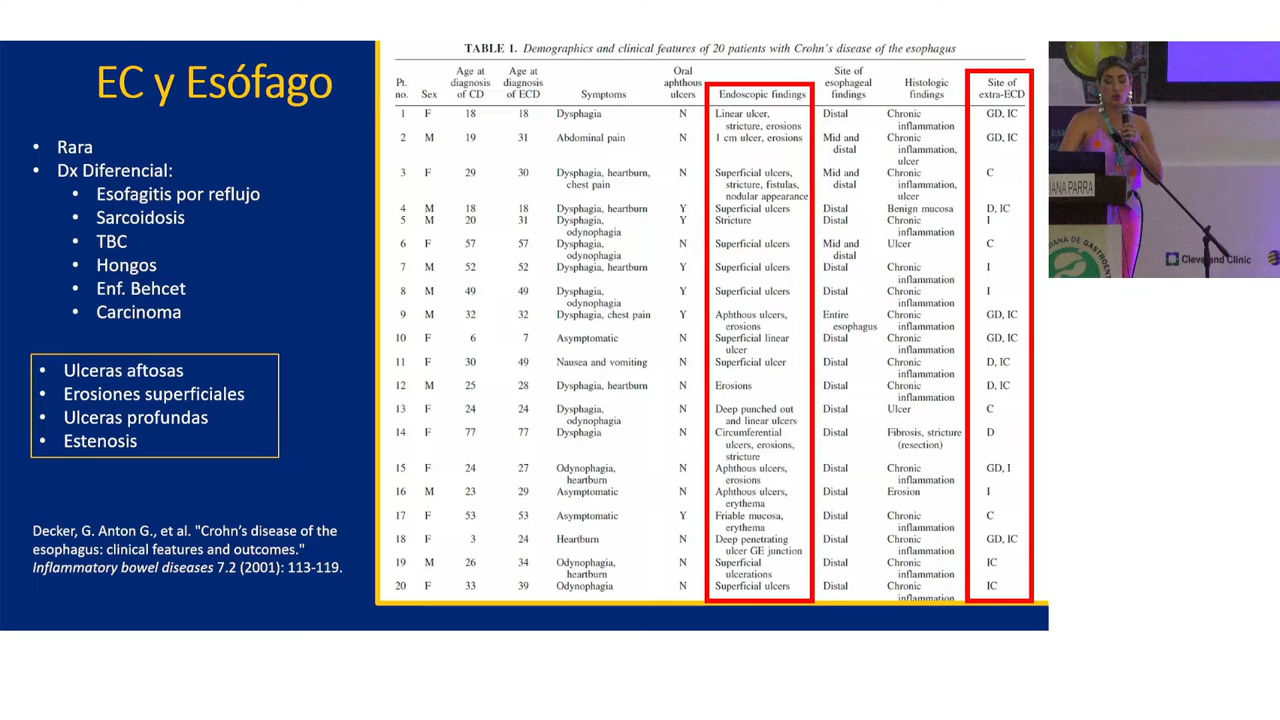 EC y Esófago
• Rara
• Dx Diferencial:
• Esofagitis por reflujo
• Sarcoidosis
• TBC
• Hongos
• Enf. Behcet
• Carcinoma
• Ulceras aftosas
• Erosiones superficiales
• Ulceras profundas
• Estenosis
Decker, G. Anton G., et al. "Crohn's disease of the
esophagus: clinical features and outcomes."
Inflammatory bowel diseases 7.2 (2001): 113-119.
TABLE 1. Demographics and clinical features of 20 patients with Crohn's disease of the esophagus
Age at Age at Oral Site of
Pt. diagnosis diagnosis aphthous esophageal Histologic Site of
no. Sex of CD of ECD Symptoms ulcers Endoscopic findings findings findings extra-ECD
1 F 18 18 Dysphagia N Linear ulcer, Distal Chronic GD, IC
stricture, erosions inflammation
2 M 19 31 Abdominal pain N 1 cm ulcer, erosions Mid and Chronic GD, IC
distal inflammation,
ulcer
3 F 29 30 Dysphagia, heartburn, N Superficial ulcers, Mid and Chronic C
chest pain stricture, fistulas, distal inflammation,
nodular appearance ulcer
4 M 18 18 Dysphagia, heartburn Y Superficial ulcers Distal Benign mucosa D, IC
5 M 20 31 Dysphagia, Y Stricture Distal Chronic I
odynophagia inflammation
6 F 57 57 Dysphagia, N Superficial ulcers Mid and Ulcer C
odynophagia distal
7 M 52 52 Dysphagia, heartburn Y Superficial ulcers Distal Chronic I
inflammation
8 M 49 49 Dysphagia, Y Superficial ulcers Distal Chronic I
odynophagia inflammation
9 M 32 32 Dysphagia, chest pain Y Aphthous ulcers, Entire Chronic GD, IC
erosions esophagus inflammation
10 F 6 7 Asymptomatic N Superficial linear Distal Chronic GD, IC
ulcer inflammation
11 F 30 49 Nausea and vomiting N Superficial ulcer Distal Chronic D, IC
inflammation
12 M 25 28 Dysphagia, heartburn N Erosions Distal Chronic D, IC
inflammation
13 F 24 24 Dysphagia, N Deep punched out Distal Ulcer C
odynophagia and linear ulcers
14 F 77 77 Dysphagia N Circumferential Distal Fibrosis, stricture D
ulcers, erosions, (resection)
stricture
15 F 24 27 Odynophagia, N Aphthous ulcers, Distal Chronic GD, I
heartburn erosions inflammation
16 M 23 29 Asymptomatic N Aphthous ulcers, Distal Erosion I
erythema
17 F 53 53 Asymptomatic Y Friable mucosa, Distal Chronic C
erythema inflammation
18 F 3 24 Heartburn N Deep penetrating Distal Chronic GD, IC
ulcer GE junction inflammation
19 M 26 34 Odynophagia, N Superficial Distal Chronic IC
heartburn ulcerations inflammation
20 F 33 39 Odynophagia N Superficial ulcers Distal Chronic IC
inflammation
IANA PARRA
IANA DE GASTROENT
Cleveland Clinic